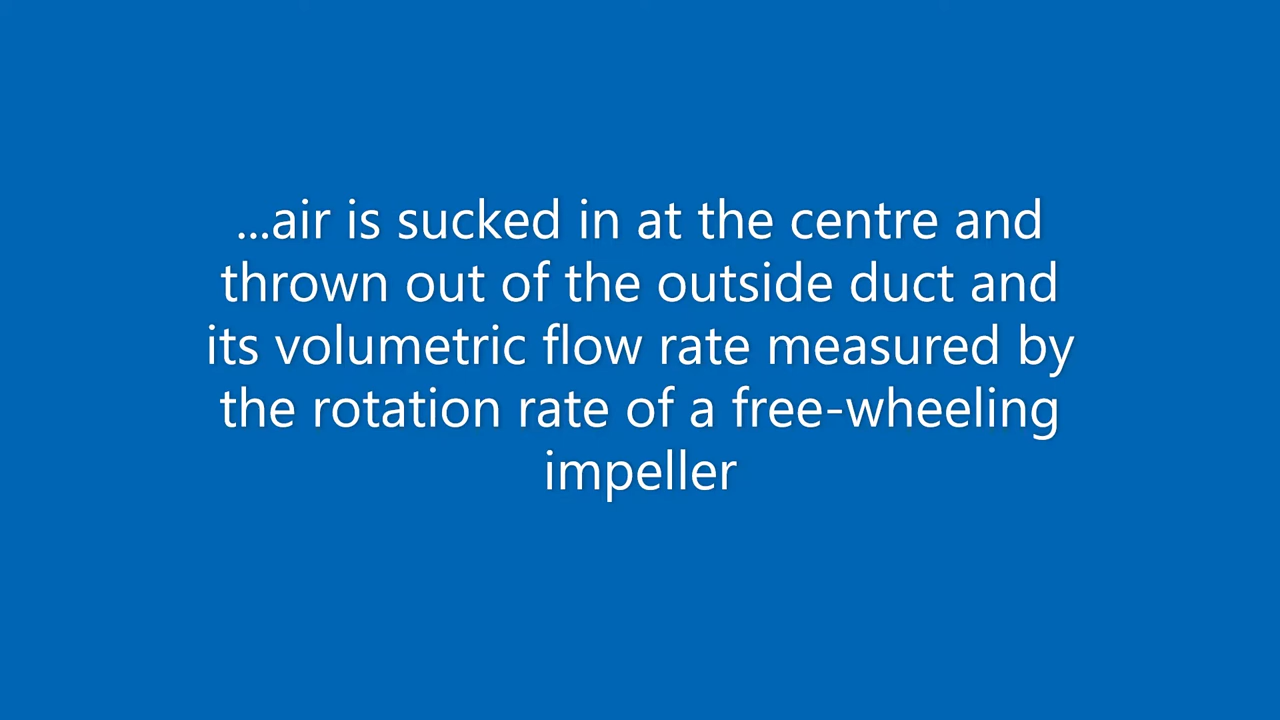 ...air is sucked in at the centre and
thrown out of the outside duct and
its volumetric flow rate measured by
the rotation rate of a free-wheeling
impeller